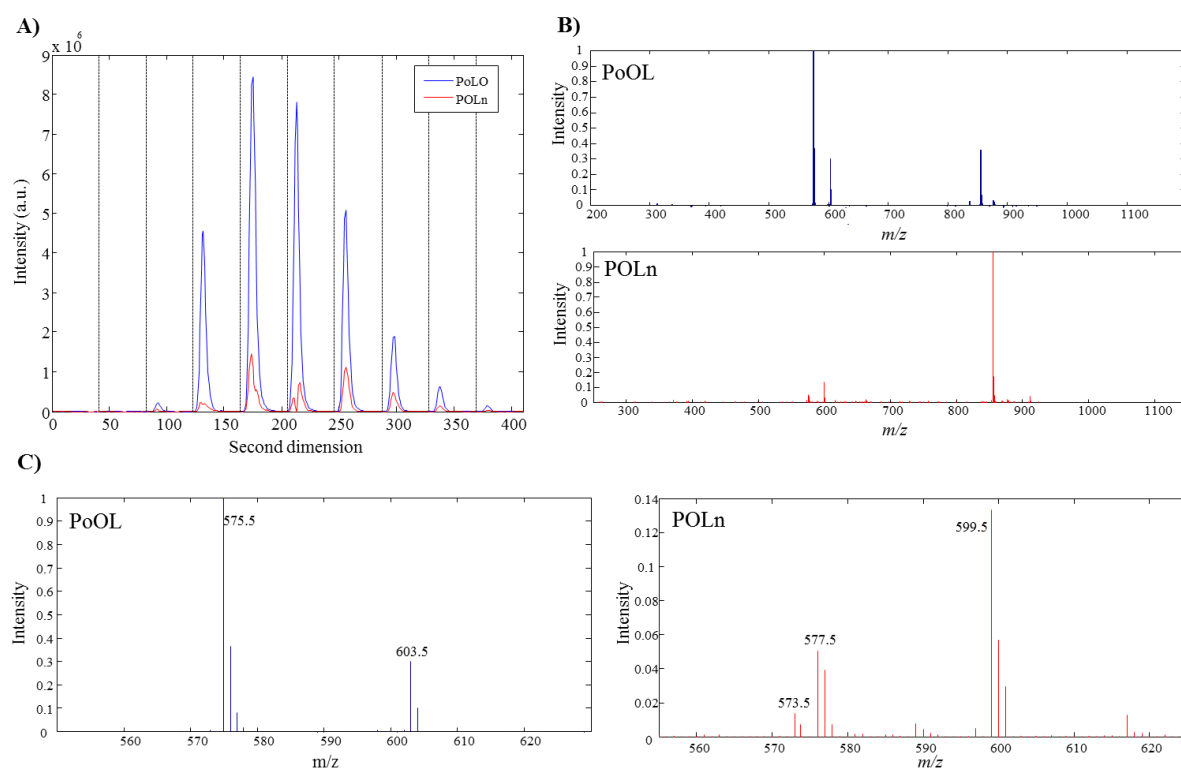 A)
x 10⁶
9
8
7
6
5
4
3
2
1
0
Intensity (a.u.)
PoLO
POLn
0 50 100 150 200 250 300 350 400
Second dimension
B)
PoOL
1
0.9
0.8
0.7
0.6
0.5
0.4
0.3
0.2
0.1
0
Intensity
200 300 400 500 600 700 800 900 1000 1100
m/z
POLn
1
0.9
0.8
0.7
0.6
0.5
0.4
0.3
0.2
0.1
0
Intensity
300 400 500 600 700 800 900 1000 1100
m/z
C)
PoOL
1
0.9
0.8
0.7
0.6
0.5
0.4
0.3
0.2
0.1
0
Intensity
575.5
603.5
560 570 580 590 600 610 620
m/z
POLn
0.14
0.12
0.1
0.08
0.06
0.04
0.02
0
Intensity
599.5
577.5
573.5
560 570 580 590 600 610 620
m/z